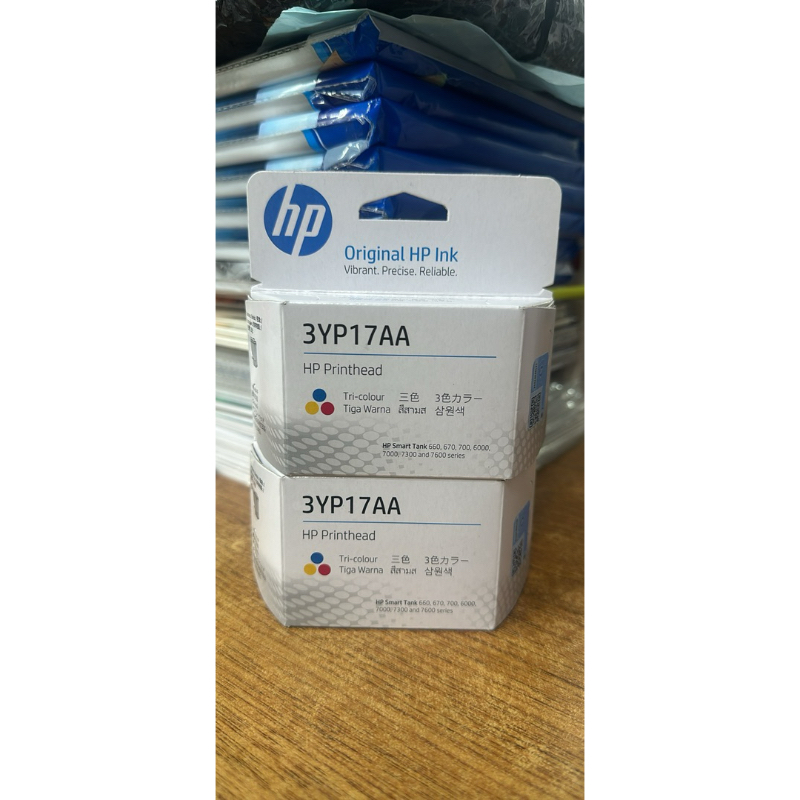 hp
Original HP Ink
Vibrant. Precise. Reliable.
3YP17AA
HP Printhead
Tri-colour 三色 3色カラー
Tiga Warna สีสามส 삼원색
HP Smart Tank 660, 670, 700, 6000,
7000, 7300 and 7600 series
3YP17AA
HP Printhead
Tri-colour 三色 3色カラー
Tiga Warna สีสามส 삼원색
HP Smart Tank 660, 670, 700, 6000,
7000, 7300 and 7600 series